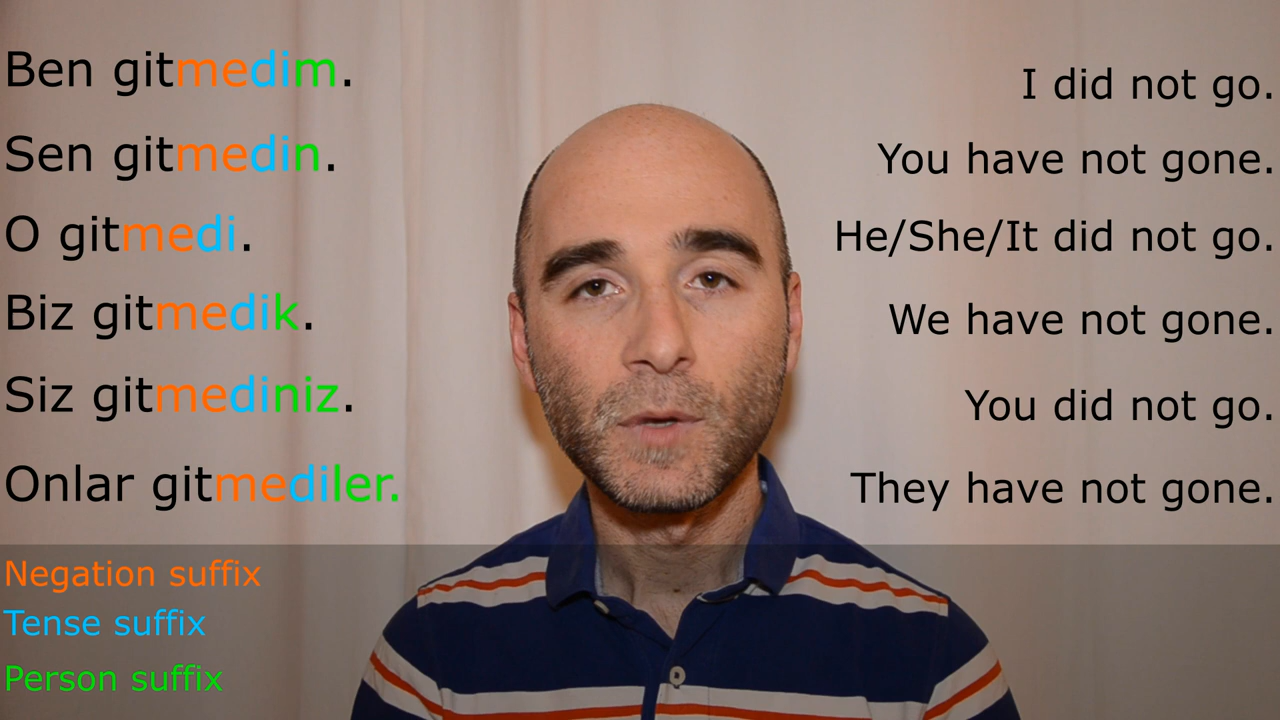 Ben gitmedim.
I did not go.
Sen gitmedin.
You have not gone.
O gitmedi.
He/She/It did not go.
Biz gitmedik.
We have not gone.
Siz gitmediniz.
You did not go.
Onlar gitmediler.
They have not gone.
Negation suffix
Tense suffix
Person suffix